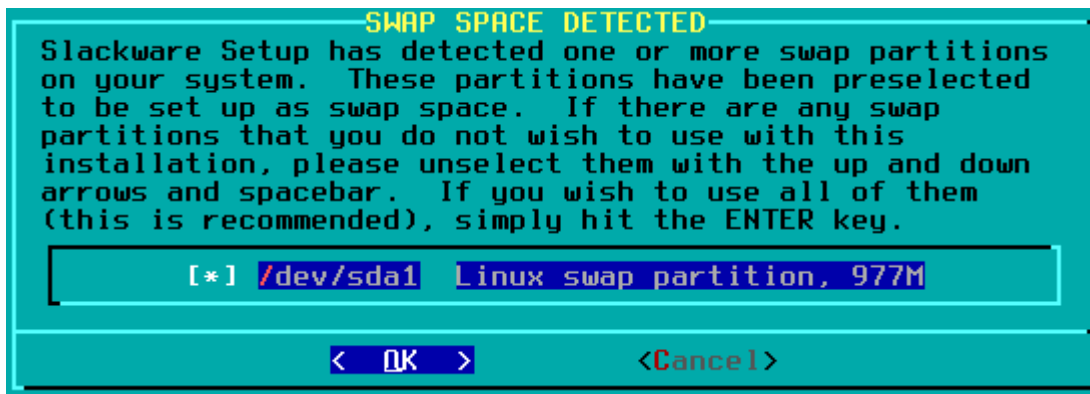 SWAP SPACE DETECTED
Slackware Setup has detected one or more swap partitions
on your system.  These partitions have been preselected
to be set up as swap space.  If there are any swap
partitions that you do not wish to use with this
installation, please unselect them with the up and down
arrows and spacebar.  If you wish to use all of them
(this is recommended), simply hit the ENTER key.
[*] /dev/sda1  Linux swap partition, 977M
<  OK  >          <Cancel>